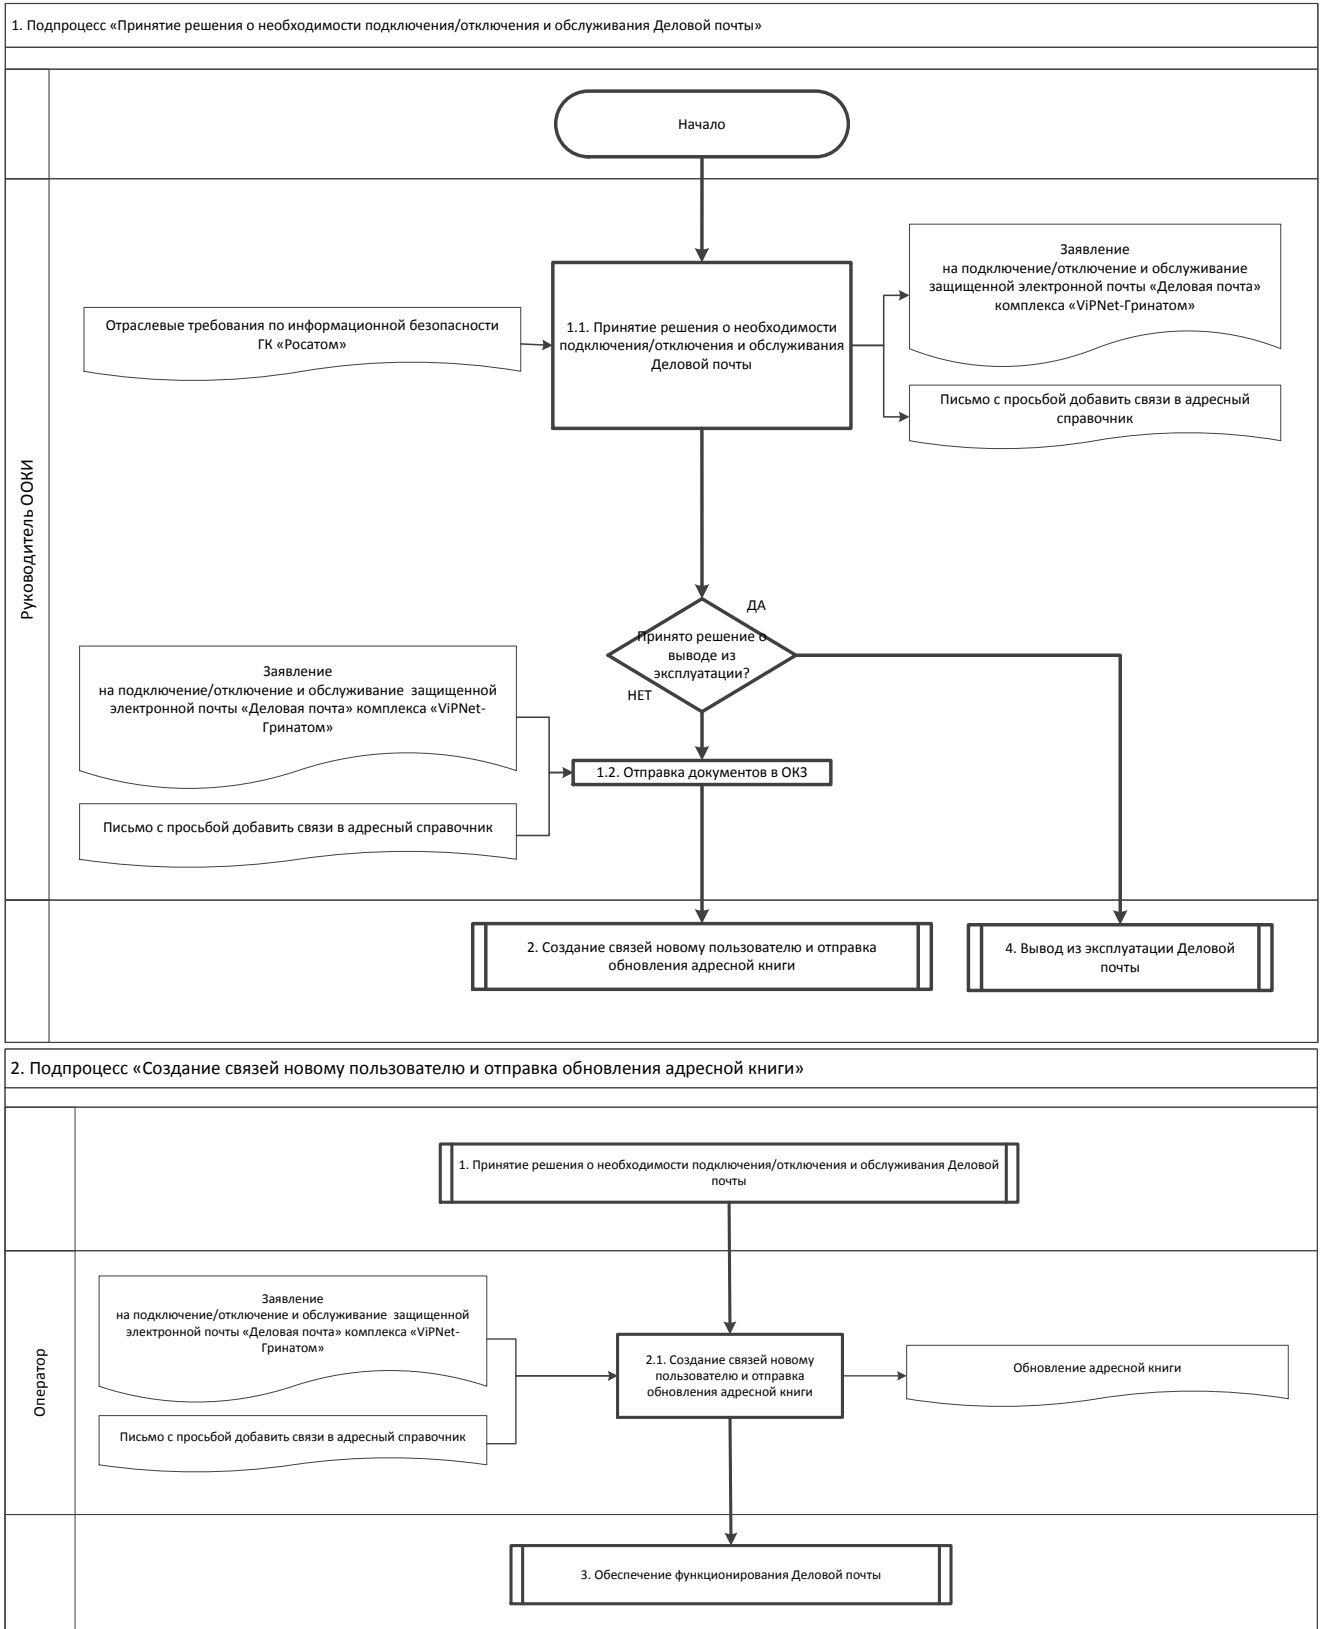 1. Подпроцесс «Принятие решения о необходимости подключения/отключения и обслуживания Деловой почты»
Начало
Руководитель ООКИ
Отраслевые требования по информационной безопасности
ГК «Росатом»
1.1. Принятие решения о необходимости
подключения/отключения и обслуживания
Деловой почты
Заявление
на подключение/отключение и обслуживание
защищенной электронной почты «Деловая почта»
комплекса «ViPNet-Гринатом»
Письмо с просьбой добавить связи в адресный
справочник
ДА
Принято решение о
выводе из
эксплуатации?
НЕТ
Заявление
на подключение/отключение и обслуживание защищенной
электронной почты «Деловая почта» комплекса «ViPNet-
Гринатом»
1.2. Отправка документов в ОКЗ
Письмо с просьбой добавить связи в адресный справочник
2. Создание связей новому пользователю и отправка
обновления адресной книги
4. Вывод из эксплуатации Деловой
почты
2. Подпроцесс «Создание связей новому пользователю и отправка обновления адресной книги»
1. Принятие решения о необходимости подключения/отключения и обслуживания Деловой
почты
Оператор
Заявление
на подключение/отключение и обслуживание защищенной
электронной почты «Деловая почта» комплекса «ViPNet-
Гринатом»
Письмо с просьбой добавить связи в адресный справочник
2.1. Создание связей новому
пользователю и отправка
обновления адресной книги
Обновление адресной книги
3. Обеспечение функционирования Деловой почты